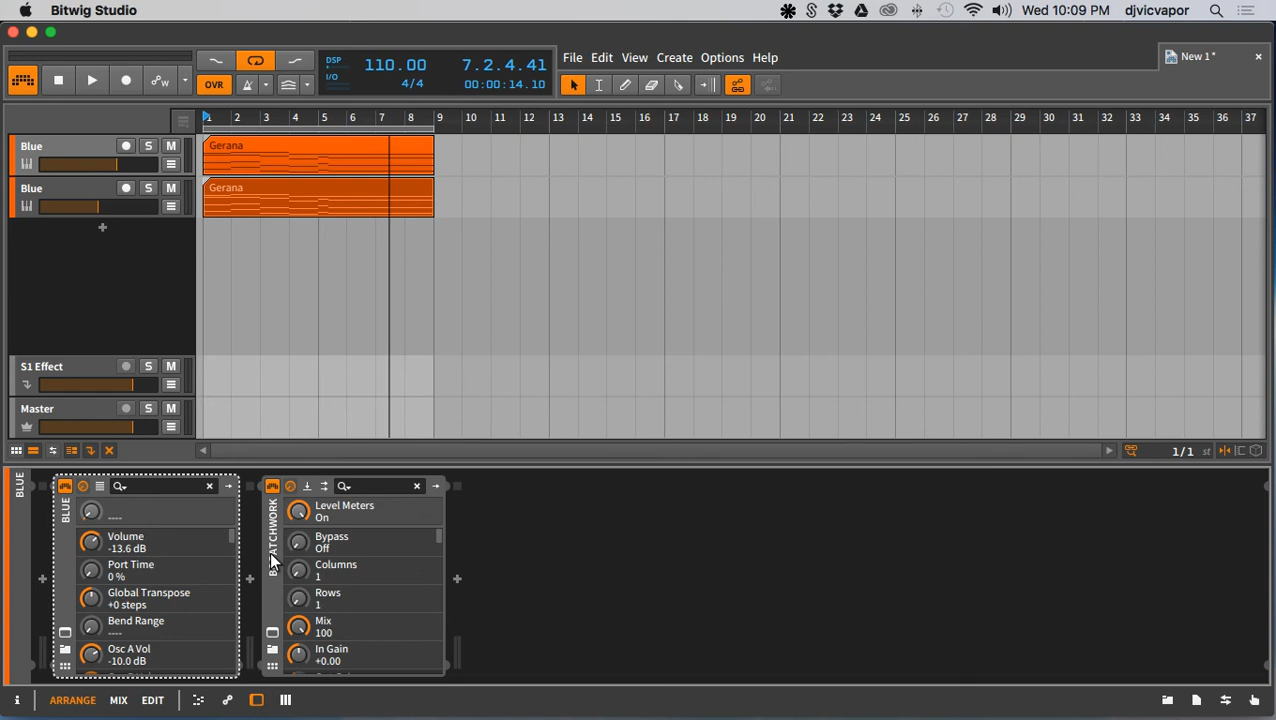 Bitwig Studio
Wed 10:09 PM djvicvapor
File Edit View Create Options Help
New 1*
DSP
I/O
110.00
4/4
7.2.4.41
00:00:14.10
OVR
1 2 3 4 5 6 7 8 9 10 11 12 13 14 15 16 17 18 19 20 21 22 23 24 25 26 27 28 29 30 31 32 33 34 35 36 37
Blue
S M
Gerana
Blue
S M
Gerana
S1 Effect
S M
Master
S M
1/1 st
BLUE
BLUE
----
Volume
-13.6 dB
Port Time
0 %
Global Transpose
+0 steps
Bend Range
----
Osc A Vol
-10.0 dB
Level Meters
On
Bypass
Off
Columns
1
Rows
1
Mix
100
In Gain
+0.00
ARRANGE MIX EDIT